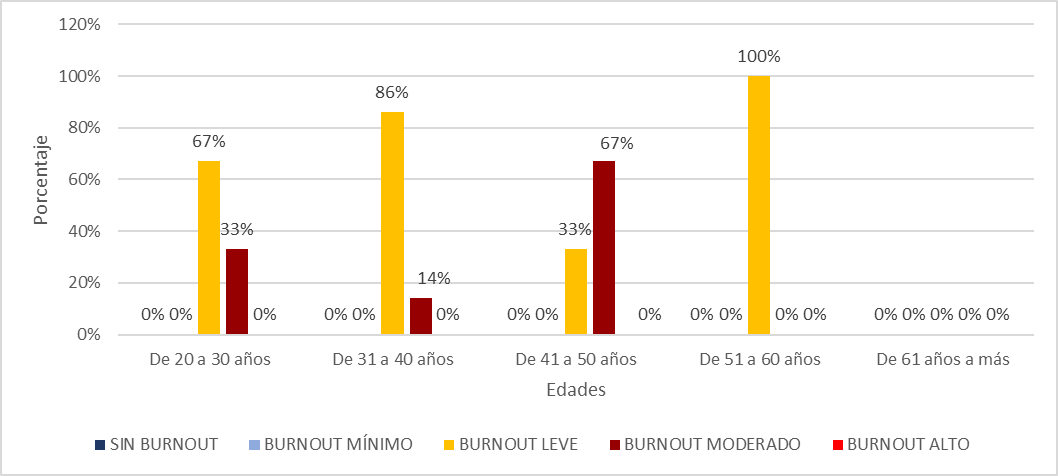 120%
100%
80%
60%
40%
20%
0%
Porcentaje
0% 0% 67% 33% 0%
0% 0% 86% 14% 0%
0% 0% 33% 67% 0%
0% 0% 100% 0% 0%
0% 0% 0% 0% 0%
De 20 a 30 años
De 31 a 40 años
De 41 a 50 años
De 51 a 60 años
De 61 años a más
Edades
SIN BURNOUT
BURNOUT MÍNIMO
BURNOUT LEVE
BURNOUT MODERADO
BURNOUT ALTO